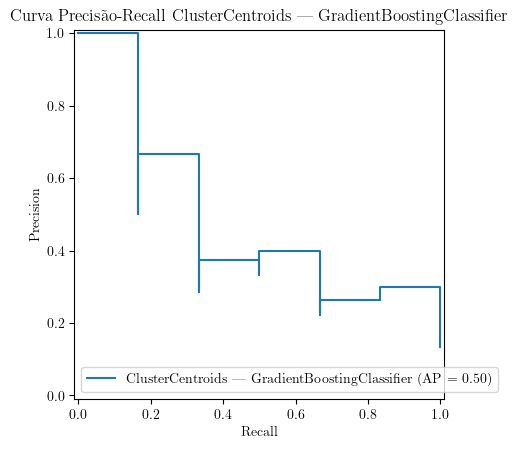 Curva Precisão-Recall ClusterCentroids — GradientBoostingClassifier
1.0
0.8
0.6
0.4
0.2
0.0
Precision
ClusterCentroids — GradientBoostingClassifier (AP = 0.50)
0.0 0.2 0.4 0.6 0.8 1.0
Recall